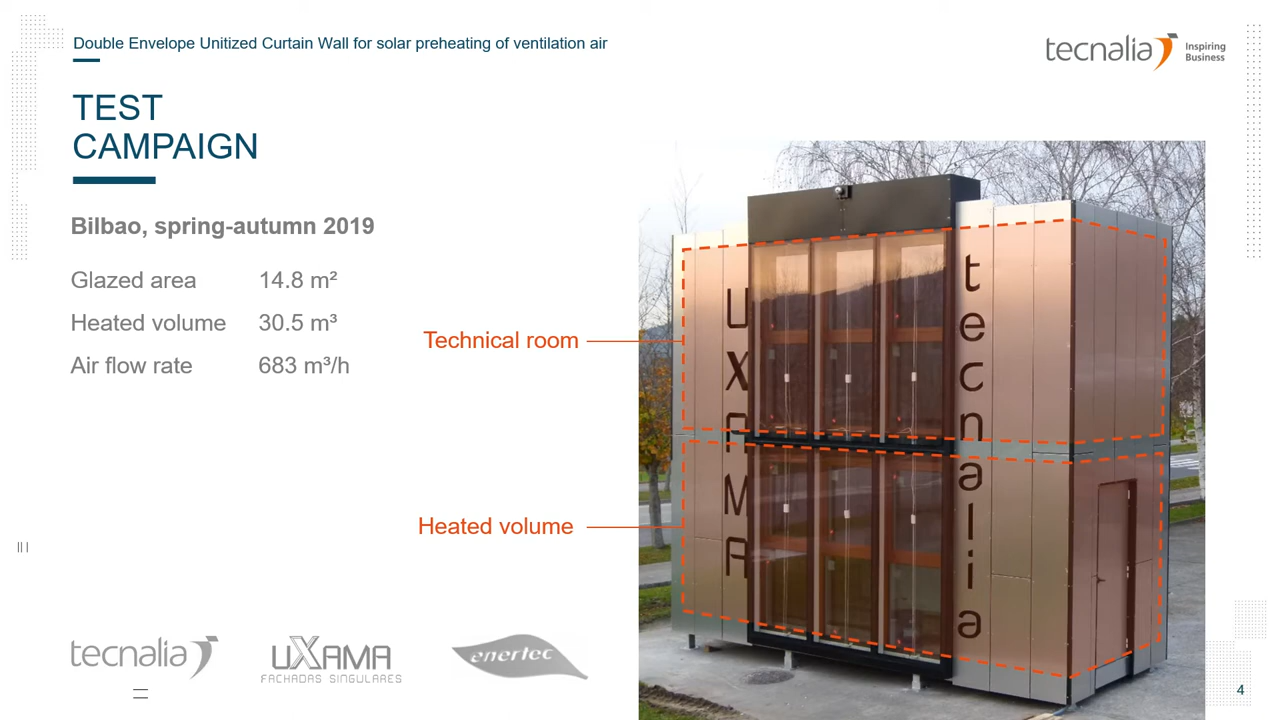 Double Envelope Unitized Curtain Wall for solar preheating of ventilation air
tecnalia Inspiring
Business
TEST
CAMPAIGN
Bilbao, spring-autumn 2019
Glazed area 14.8 m²
Heated volume 30.5 m³
Air flow rate 683 m³/h
Technical room
Heated volume
UXAMA
tecnalia
tecnalia
UXAMA
FACHADAS SINGULARES
enertec
4